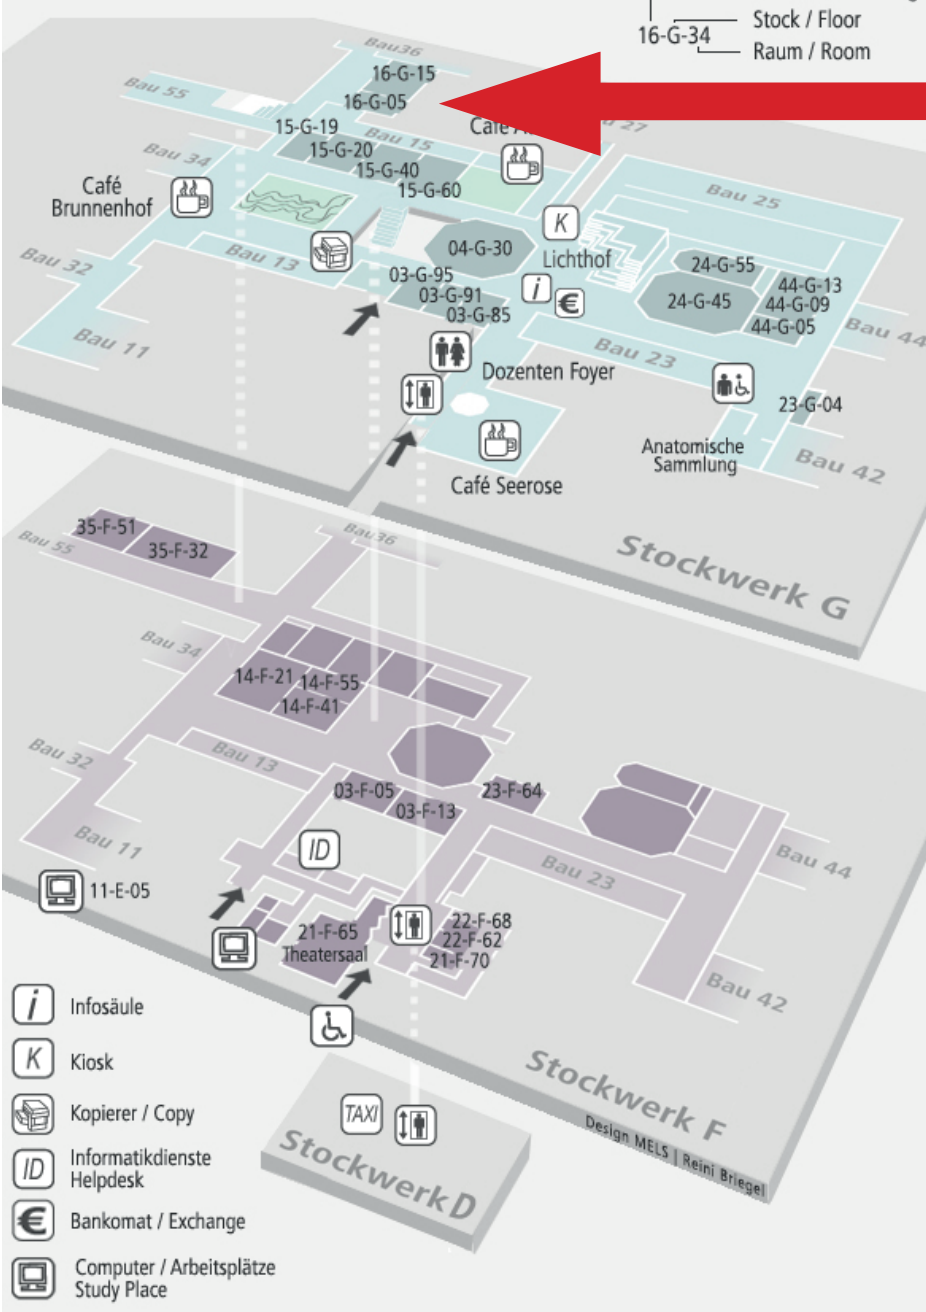 Stock / Floor
16-G-34
Raum / Room
Bau36
16-G-15
Bau 55
16-G-05
15-G-19
Bau 15
Café
27
15-G-20
Bau 34
15-G-40
15-G-60
Café
Brunnenhof
Bau 25
K
04-G-30
Lichthof
24-G-55
Bau 13
Bau 32
03-G-95
44-G-13
03-G-91
i
€
24-G-45
44-G-09
03-G-85
44-G-05
Bau 44
Bau 11
Bau 23
Dozenten Foyer
23-G-04
Anatomische
Sammlung
Bau 42
Café Seerose
Stockwerk G
35-F-51
Bau36
Bau 55
35-F-32
Bau 34
14-F-21
14-F-55
14-F-41
Bau 32
Bau 13
03-F-05
23-F-64
03-F-13
Bau 11
ID
Bau 23
Bau 44
11-E-05
21-F-65
Theatersaal
22-F-68
22-F-62
21-F-70
Bau 42
Stockwerk F
Design MELS | Reini Briegel
TAXI
Stockwerk D
i Infosäule
K Kiosk
Kopierer / Copy
ID Informatikdienste
Helpdesk
€ Bankomat / Exchange
Computer / Arbeitsplätze
Study Place